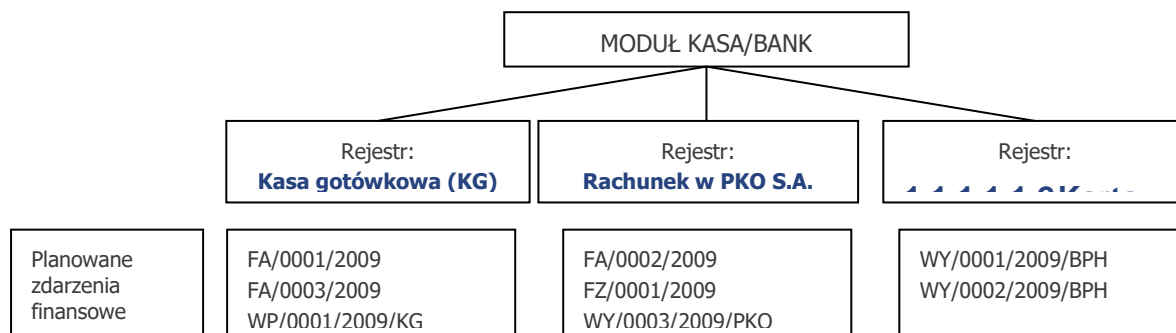 MODUŁ KASA/BANK
Rejestr:
Kasa gotówkowa (KG)
Rejestr:
Rachunek w PKO S.A.
Rejestr:
Planowane
zdarzenia
finansowe
FA/0001/2009
FA/0003/2009
WP/0001/2009/KG
FA/0002/2009
FZ/0001/2009
WY/0003/2009/PKO
WY/0001/2009/BPH
WY/0002/2009/BPH